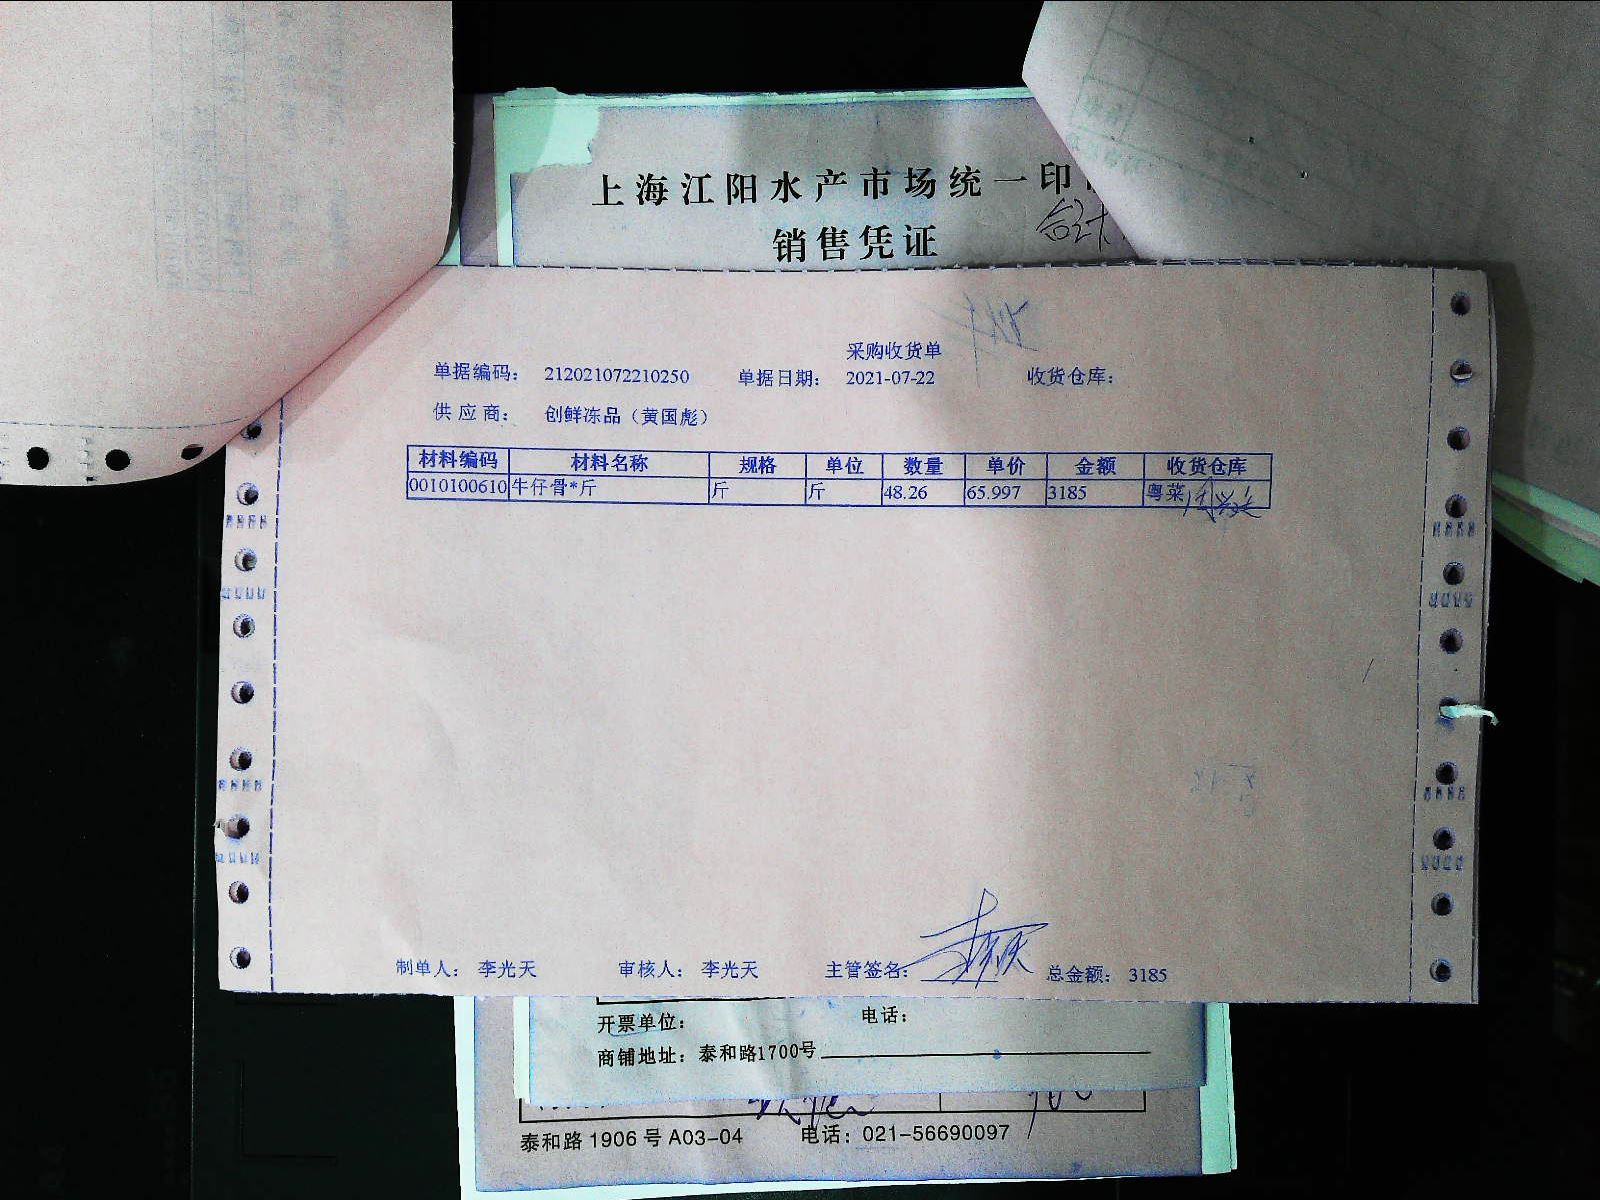 上海江阳水产市场统一印
销售凭证
合计
采购收货单
单据编码： 212021072210250 单据日期： 2021-07-22 收货仓库：
供 应 商： 创鲜冻品（黄国彪）
材料编码 材料名称 规格 单位 数量 单价 金额 收货仓库
0010100610 牛仔骨*斤 斤 斤 48.26 65.997 3185 粤菜
制单人： 李光天 审核人： 李光天 主管签名： 总金额： 3185
开票单位： 电话：
商铺地址：泰和路1700号
泰和路 1906 号 A03-04 电话：021-56690097